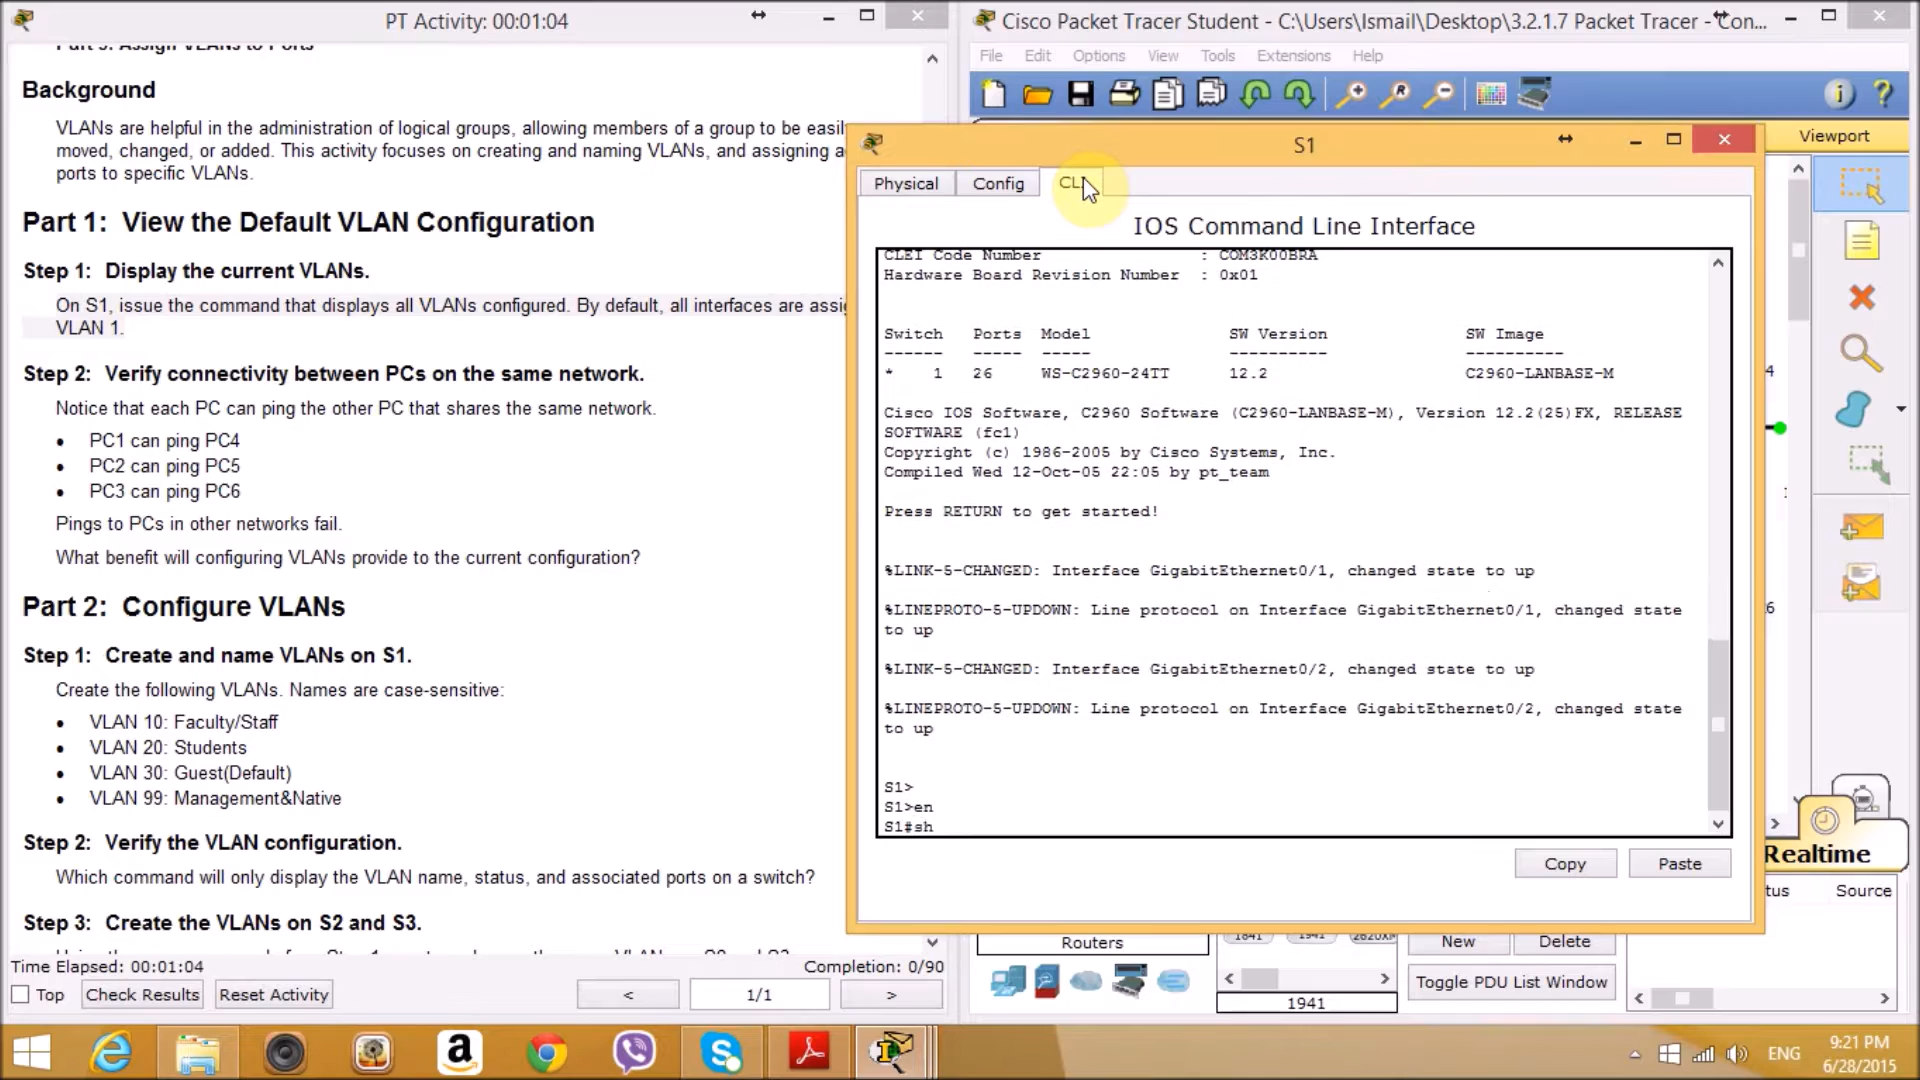 PT Activity: 00:01:04
Part 3: Assign VLANs to Ports
Background
VLANs are helpful in the administration of logical groups, allowing members of a group to be easil
moved, changed, or added. This activity focuses on creating and naming VLANs, and assigning a
ports to specific VLANs.
Part 1: View the Default VLAN Configuration
Step 1: Display the current VLANs.
On S1, issue the command that displays all VLANs configured. By default, all interfaces are assig
VLAN 1.
Step 2: Verify connectivity between PCs on the same network.
Notice that each PC can ping the other PC that shares the same network.
• PC1 can ping PC4
• PC2 can ping PC5
• PC3 can ping PC6
Pings to PCs in other networks fail.
What benefit will configuring VLANs provide to the current configuration?
Part 2: Configure VLANs
Step 1: Create and name VLANs on S1.
Create the following VLANs. Names are case-sensitive:
• VLAN 10: Faculty/Staff
• VLAN 20: Students
• VLAN 30: Guest(Default)
• VLAN 99: Management&Native
Step 2: Verify the VLAN configuration.
Which command will only display the VLAN name, status, and associated ports on a switch?
Step 3: Create the VLANs on S2 and S3.
Time Elapsed: 00:01:04
Completion: 0/90
Top
Check Results
Reset Activity
<
1/1
>
Cisco Packet Tracer Student - C:\Users\Ismail\Desktop\3.2.1.7 Packet Tracer - Con...
File Edit Options View Tools Extensions Help
Viewport
S1
Physical
Config
CLI
IOS Command Line Interface
CLEI Code Number : COM3K00BRA
Hardware Board Revision Number : 0x01
Switch Ports Model SW Version SW Image
------ ----- ----- ---------- ----------
* 1 26 WS-C2960-24TT 12.2 C2960-LANBASE-M
Cisco IOS Software, C2960 Software (C2960-LANBASE-M), Version 12.2(25)FX, RELEASE
SOFTWARE (fc1)
Copyright (c) 1986-2005 by Cisco Systems, Inc.
Compiled Wed 12-Oct-05 22:05 by pt_team
Press RETURN to get started!
%LINK-5-CHANGED: Interface GigabitEthernet0/1, changed state to up
%LINEPROTO-5-UPDOWN: Line protocol on Interface GigabitEthernet0/1, changed state
to up
%LINK-5-CHANGED: Interface GigabitEthernet0/2, changed state to up
%LINEPROTO-5-UPDOWN: Line protocol on Interface GigabitEthernet0/2, changed state
to up
S1>
S1>en
S1#sh
Copy
Paste
4
6
Realtime
tus Source
Routers
1841 1941 2620XM
New
Delete
Toggle PDU List Window
1941
ENG
9:21 PM
6/28/2015